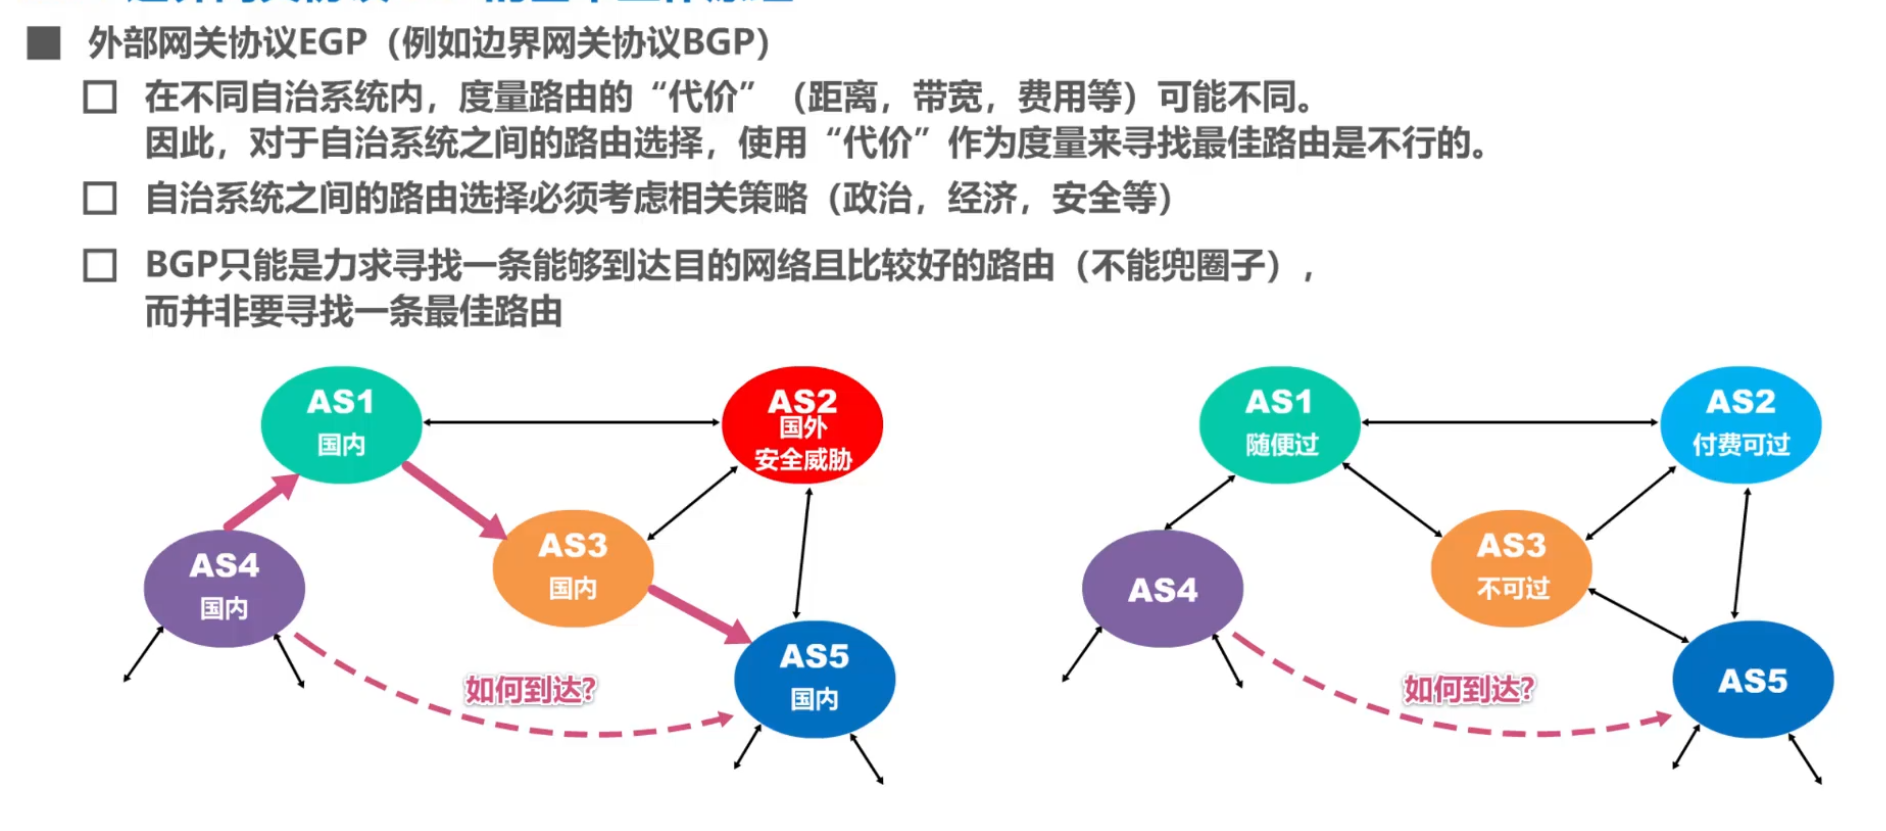 外部网关协议EGP（例如边界网关协议BGP）
在不同自治系统内，度量路由的“代价”（距离，带宽，费用等）可能不同。
因此，对于自治系统之间的路由选择，使用“代价”作为度量来寻找最佳路由是不行的。
自治系统之间的路由选择必须考虑相关策略（政治，经济，安全等）
BGP只能是力求寻找一条能够到达目的网络且比较好的路由（不能兜圈子），
而并非要寻找一条最佳路由
AS1
国内
AS2
国外
安全威胁
AS3
国内
AS4
国内
AS5
国内
如何到达?
AS1
随便过
AS2
付费可过
AS3
不可过
AS4
AS5
如何到达?